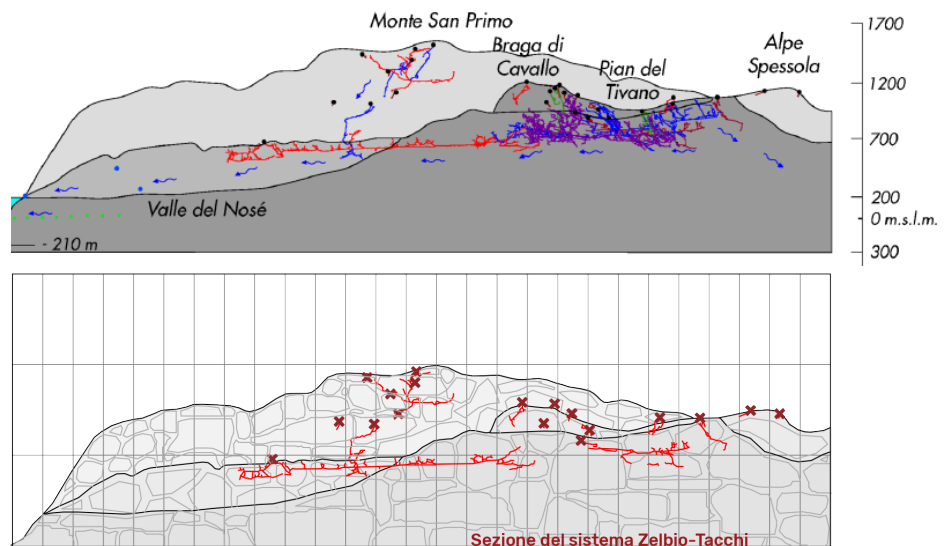 Monte San Primo
Braga di
Cavallo
Pian del
Tivano
Alpe
Spessola
1700
1200
700
200
0 m.s.l.m.
300
Valle del Nosé
- 210 m
Sezione del sistema Zelbio-Tacchi